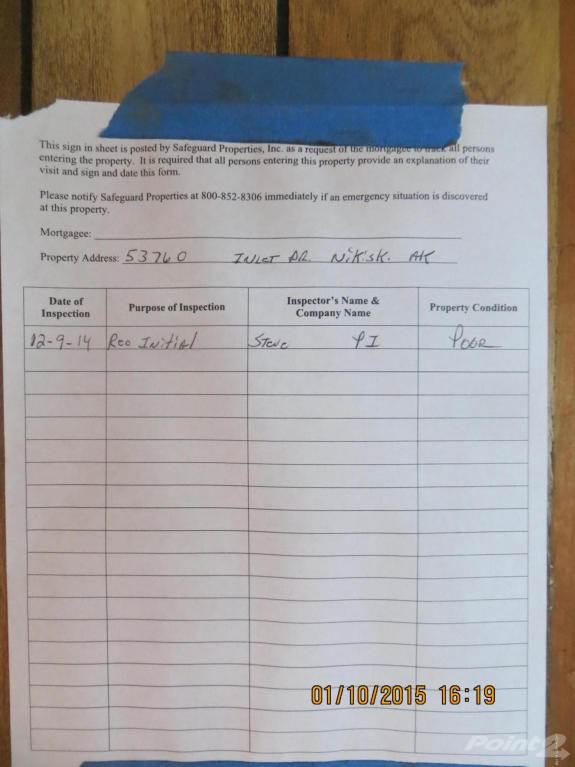 This sign in sheet is posted by Safeguard Properties, Inc. as a request of the mortgagee to track all persons
entering the property. It is required that all persons entering this property provide an explanation of their
visit and sign and date this form.
Please notify Safeguard Properties at 800-852-8306 immediately if an emergency situation is discovered
at this property.
Mortgagee:
Property Address: 53760 INLET DR. Nikisk. AK
Date of Inspection
Purpose of Inspection
Inspector's Name &
Company Name
Property Condition
12-9-14 Reo Initial Steve PI POOR
01/10/2015 16:19
Point2